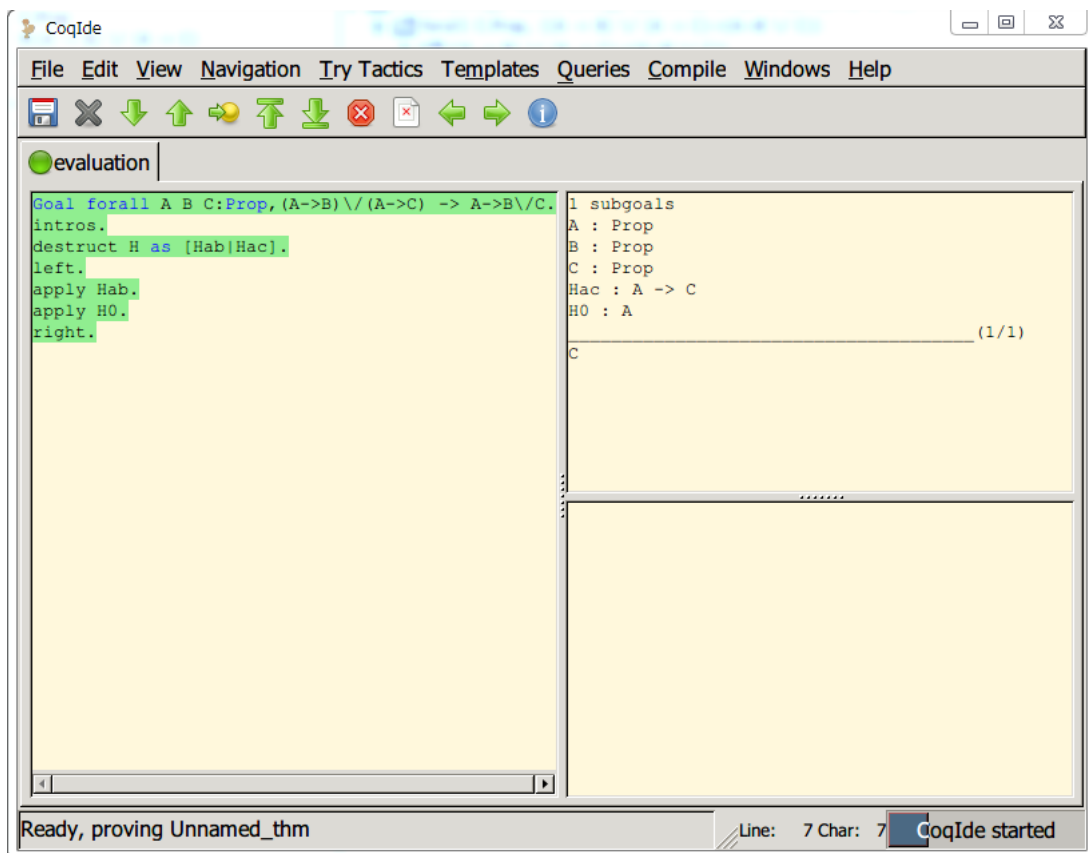 CoqIde
File Edit View Navigation Try Tactics Templates Queries Compile Windows Help
evaluation
Goal forall A B C:Prop,(A->B)\/(A->C) -> A->B\/C.
intros.
destruct H as [Hab|Hac].
left.
apply Hab.
apply H0.
right.
1 subgoals
A : Prop
B : Prop
C : Prop
Hac : A -> C
H0 : A
______________________________________(1/1)
C
Ready, proving Unnamed_thm
Line: 7 Char: 7
CoqIde started